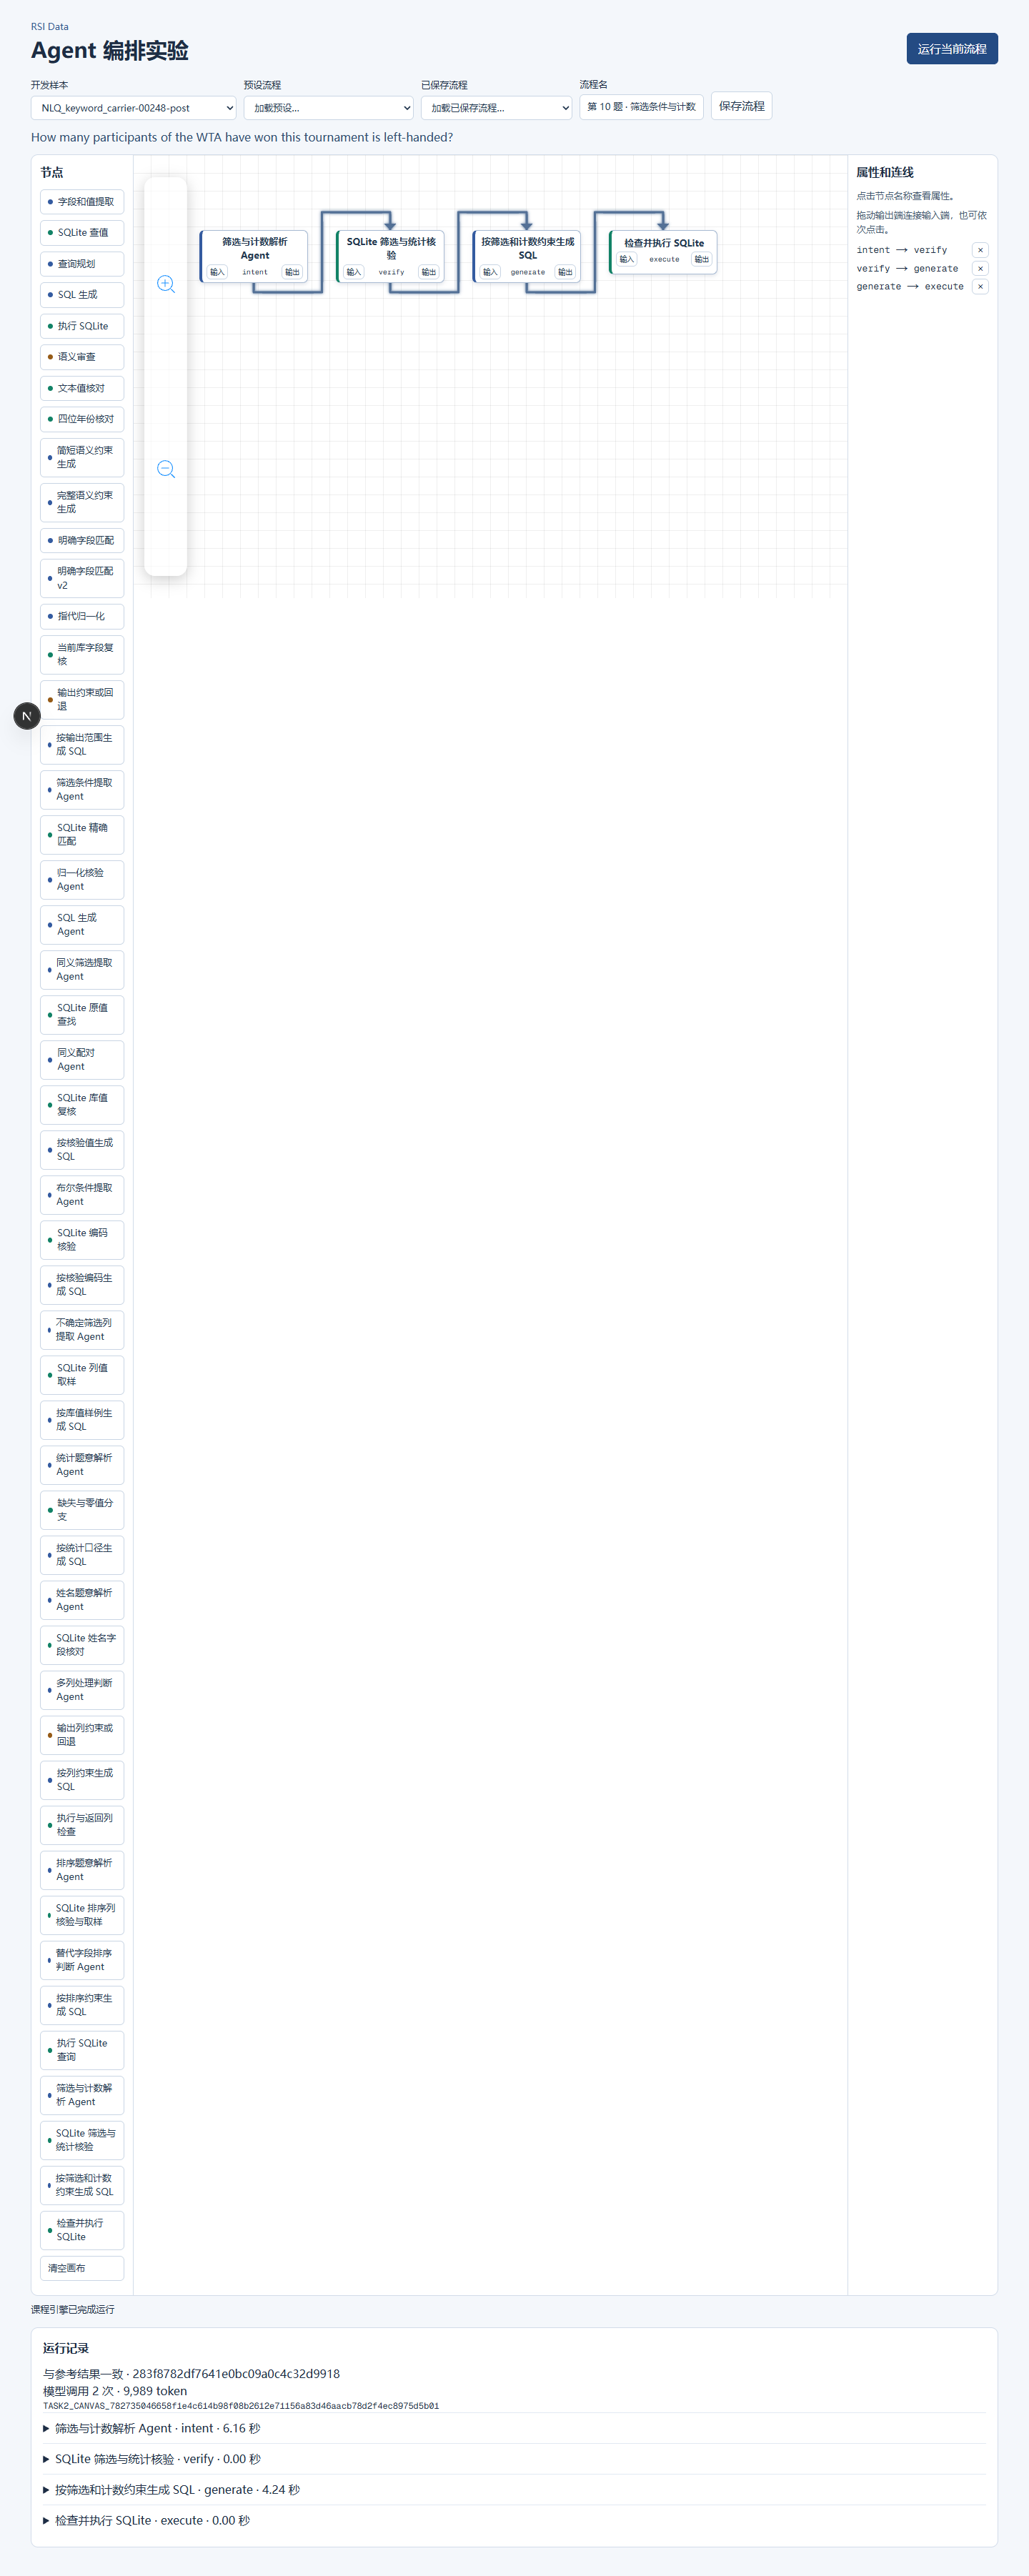 RSI Data
Agent 编排实验
运行当前流程
开发样本
预设流程
已保存流程
流程名
NLQ_keyword_carrier-00248-post
加载预设...
加载已保存流程...
第 10 题 · 筛选条件与计数
保存流程
How many participants of the WTA have won this tournament is left-handed?
节点
字段和值提取
SQLite 查值
查询规划
SQL 生成
执行 SQLite
语义审查
文本值核对
四位年份核对
简短语义约束
生成
完整语义约束
生成
明确字段匹配
明确字段匹配
v2
指代归一化
当前库字段复
核
输出约束或回
退
按输出范围生
成 SQL
筛选条件提取
Agent
SQLite 精确
匹配
归一化核验
Agent
SQL 生成
Agent
同义筛选提取
Agent
SQLite 原值
查找
同义配对
Agent
SQLite 库值
复核
按核验值生成
SQL
布尔条件提取
Agent
SQLite 编码
核验
按核验编码生
成 SQL
不确定筛选列
提取 Agent
SQLite 列值
取样
按库值样例生
成 SQL
统计题意解析
Agent
缺失与零值分
支
按统计口径生
成 SQL
姓名题意解析
Agent
SQLite 姓名字
段核对
多列处理判断
Agent
输出列约束或
回退
按列约束生成
SQL
执行与返回列
检查
排序题意解析
Agent
SQLite 排序列
核验与取样
替代字段排序
判断 Agent
按排序约束生
成 SQL
执行 SQLite
查询
筛选与计数解
析 Agent
SQLite 筛选与
统计核验
按筛选和计数
约束生成 SQL
检查并执行
SQLite
清空画布
筛选与计数解析
Agent
输入 intent 输出
SQLite 筛选与统计核
验
输入 verify 输出
按筛选和计数约束生成
SQL
输入 generate 输出
检查并执行 SQLite
输入 execute 输出
属性和连线
点击节点名称查看属性。
拖动输出端连接输入端，也可依
次点击。
intent → verify ×
verify → generate ×
generate → execute ×
N
课程引擎已完成运行
运行记录
与参考结果一致 · 283f8782df7641e0bc09a0c4c32d9918
模型调用 2 次 · 9,989 token
TASK2_CANVAS_782735046658f1e4c614b98f08b2612e71156a83d46aacb78d2f4ec8975d5b01
筛选与计数解析 Agent · intent · 6.16 秒
SQLite 筛选与统计核验 · verify · 0.00 秒
按筛选和计数约束生成 SQL · generate · 4.24 秒
检查并执行 SQLite · execute · 0.00 秒